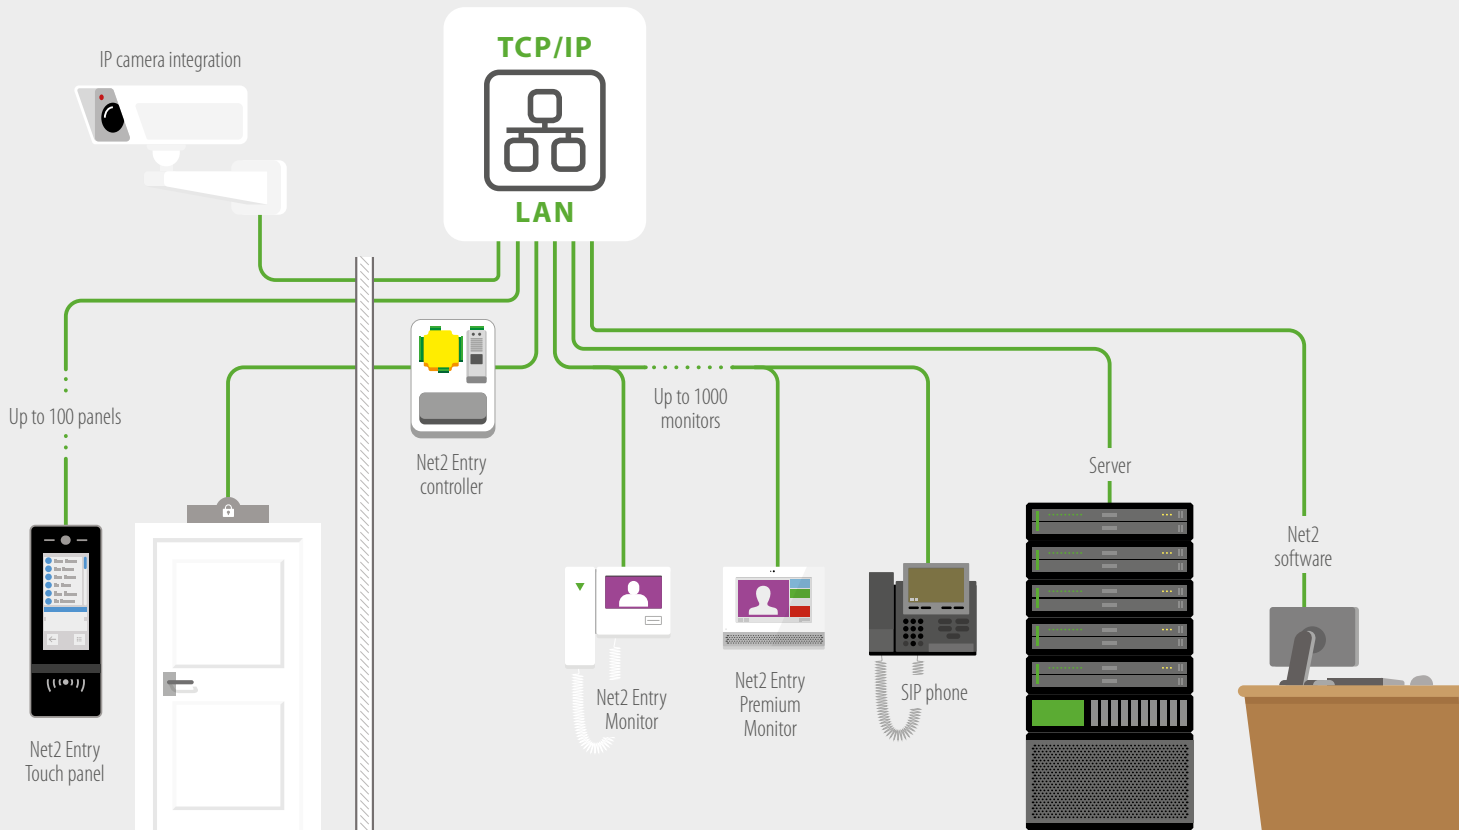 TCP/IP
LAN
IP camera integration
Up to 100 panels
Net2 Entry
controller
Up to 1000
monitors
Server
Net2
software
Net2 Entry
Touch panel
Net2 Entry
Monitor
Net2 Entry
Premium
Monitor
SIP phone